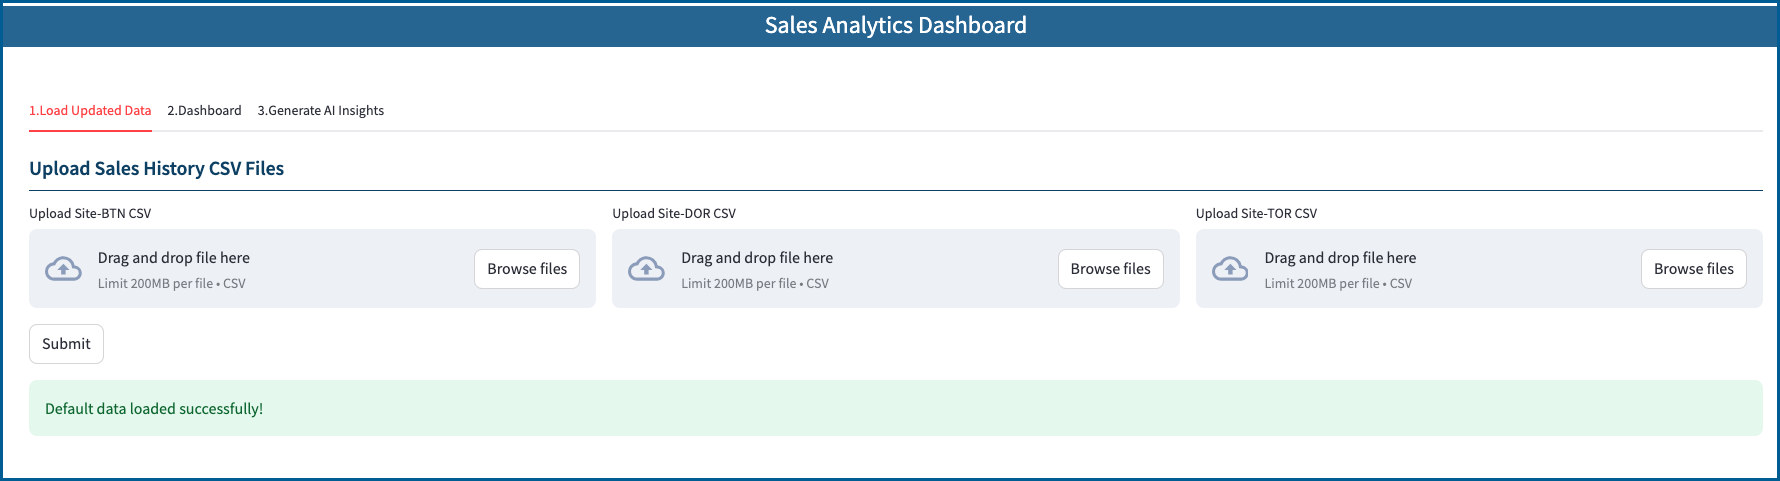 Sales Analytics Dashboard
1.Load Updated Data 2.Dashboard 3.Generate AI Insights
Upload Sales History CSV Files
Upload Site-BTN CSV
Drag and drop file here
Limit 200MB per file • CSV
Browse files
Upload Site-DOR CSV
Drag and drop file here
Limit 200MB per file • CSV
Browse files
Upload Site-TOR CSV
Drag and drop file here
Limit 200MB per file • CSV
Browse files
Submit
Default data loaded successfully!